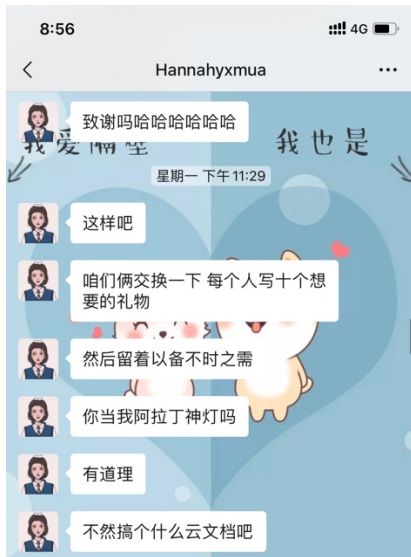 8:56
4G
Hannahyxmua
致谢吗哈哈哈哈哈哈
我爱隔壁
我也是
星期一 下午 11:29
这样吧
咱们俩交换一下 每个人写十个想
要的礼物
然后留着以备不时之需
你当我阿拉丁神灯吗
有道理
不然搞个什么云文档吧